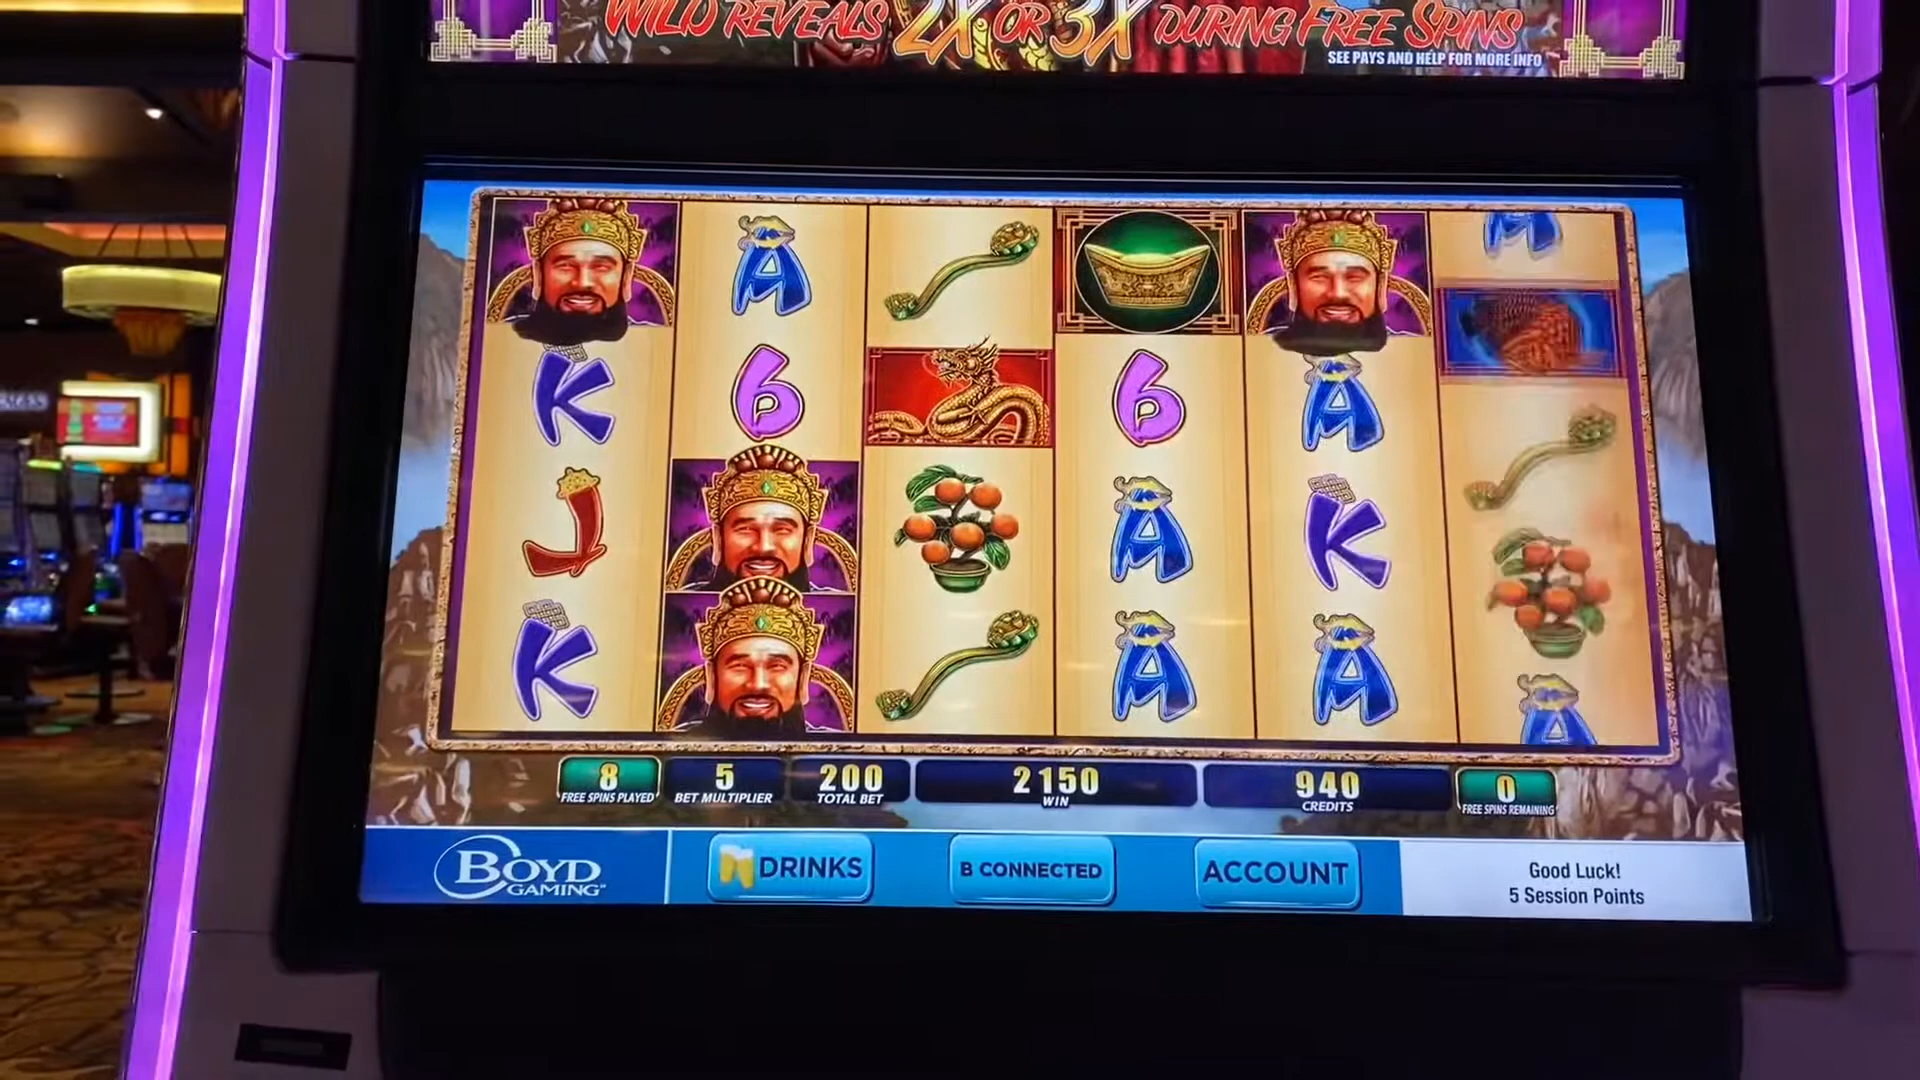 WILD REVEALS 2X OR 3X DURING FREE SPINS
SEE PAYS AND HELP FOR MORE INFO
A
A
K
6
6
A
J
A
K
K
A
A
A
8
FREE SPINS PLAYED
5
BET MULTIPLIER
200
TOTAL BET
2150
WIN
940
CREDITS
0
FREE SPINS REMAINING
BOYD
GAMING
DRINKS
B CONNECTED
ACCOUNT
Good Luck!
5 Session Points